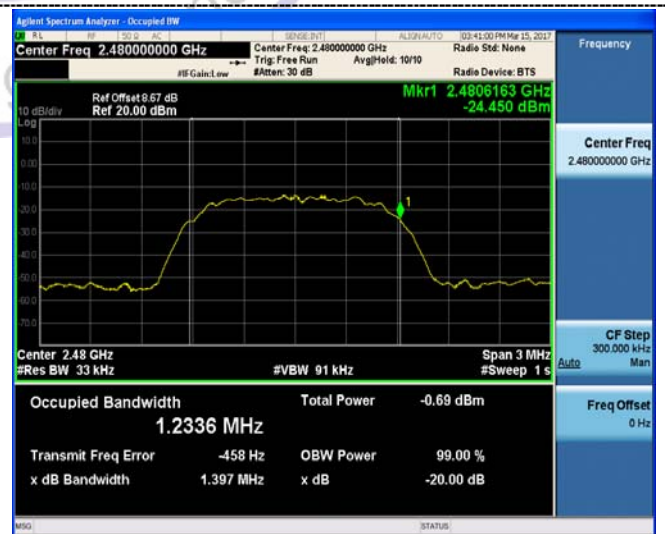 Agilent Spectrum Analyzer - Occupied BW
RL RF 50 Ω AC SENSE:INT ALIGNAUTO 03:41:00 PM Mar 15, 2017
Center Freq 2.480000000 GHz
Center Freq: 2.480000000 GHz
Radio Std: None
Trig: Free Run Avg|Hold: 10/10
#IFGain:Low #Atten: 30 dB Radio Device: BTS
Frequency
Ref Offset 8.67 dB
10 dB/div Ref 20.00 dBm
Mkr1 2.4806163 GHz
-24.450 dBm
Log
10.0
0.00
-10.0
-20.0
-30.0
-40.0
-50.0
-60.0
-70.0
1
Center 2.48 GHz Span 3 MHz
#Res BW 33 kHz #VBW 91 kHz #Sweep 1 s
Occupied Bandwidth Total Power -0.69 dBm
1.2336 MHz
Transmit Freq Error -458 Hz OBW Power 99.00 %
x dB Bandwidth 1.397 MHz x dB -20.00 dB
Center Freq
2.480000000 GHz
CF Step
300.000 kHz
Auto Man
Freq Offset
0 Hz
MSG STATUS